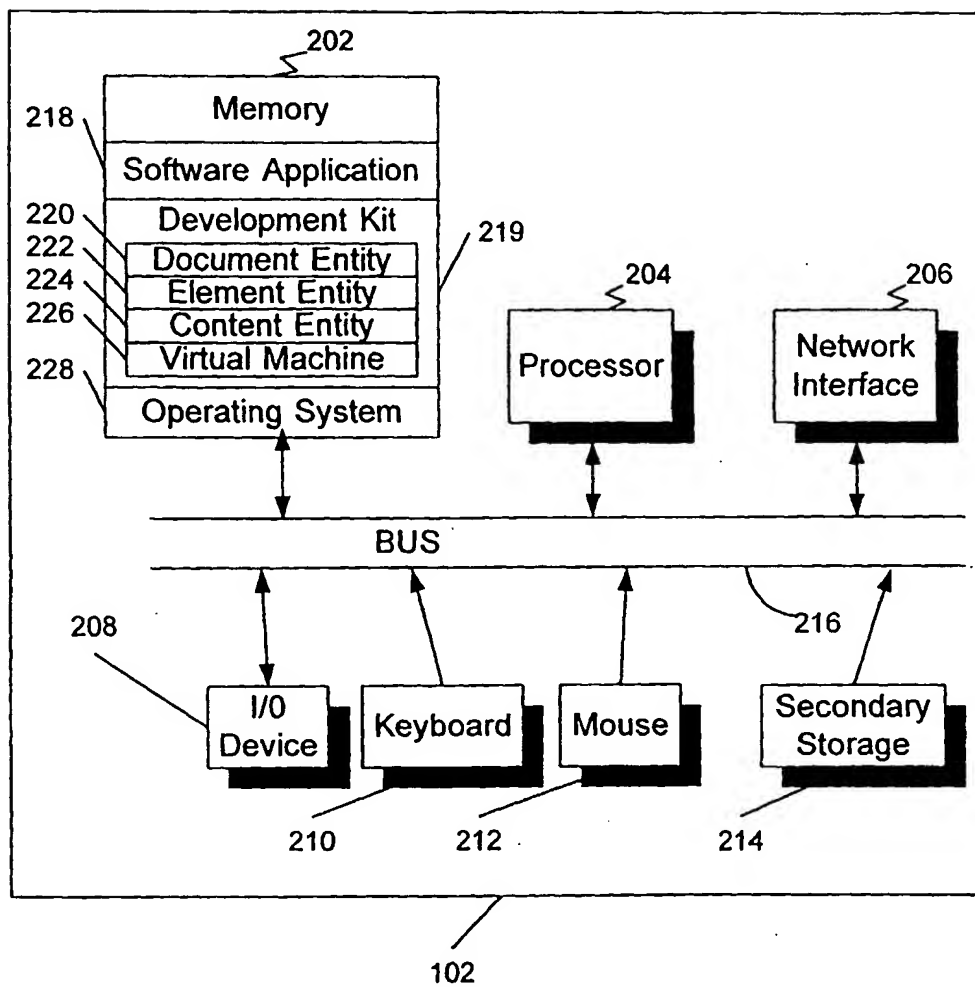 202
Memory
218
Software Application
Development Kit
220
219
Document Entity
222
Element Entity
224
Content Entity
226
Virtual Machine
228
Operating System
204
Processor
206
Network
Interface
BUS
216
208
I/0
Device
Keyboard
Mouse
Secondary
Storage
210
212
214
102